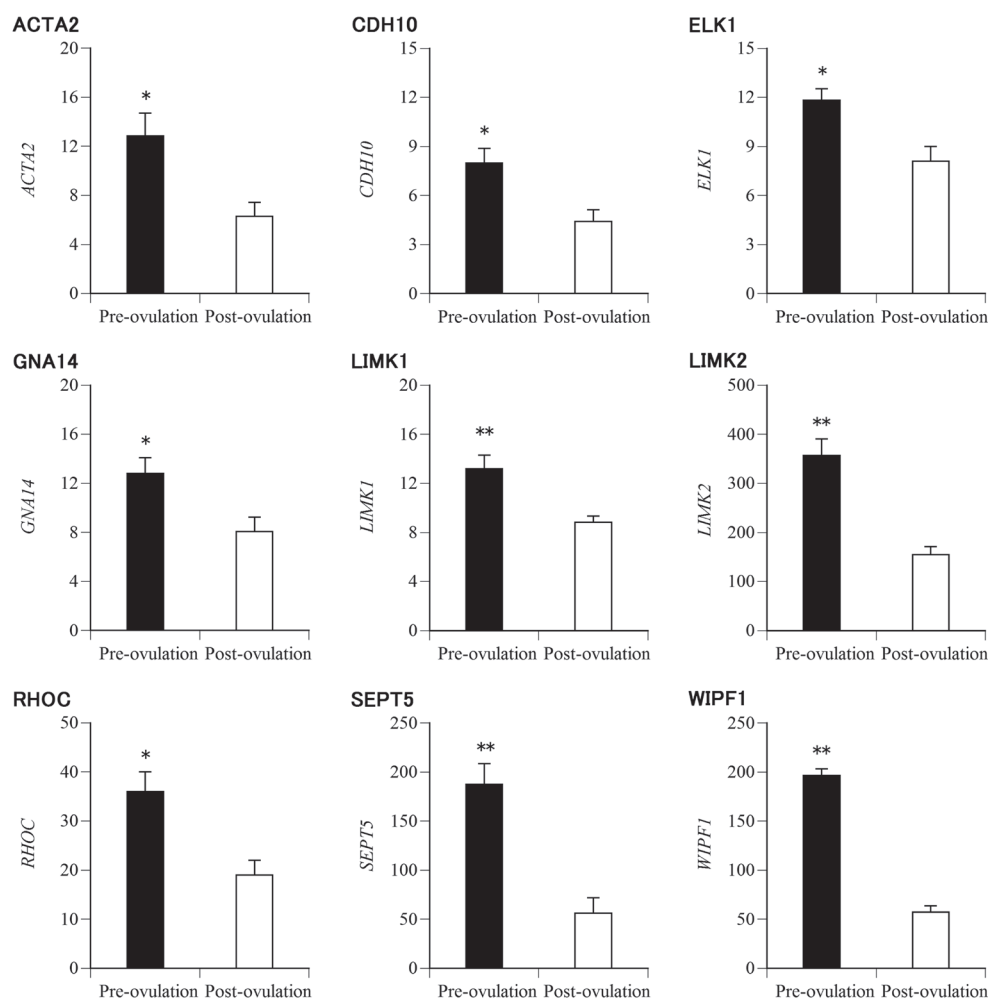 ACTA2
20
16
12
8
4
0
ACTA2
*
Pre-ovulation Post-ovulation
CDH10
15
12
9
6
3
0
CDH10
*
Pre-ovulation Post-ovulation
ELK1
15
12
9
6
3
0
ELK1
*
Pre-ovulation Post-ovulation
GNA14
20
16
12
8
4
0
GNA14
*
Pre-ovulation Post-ovulation
LIMK1
20
16
12
8
4
0
LIMK1
**
Pre-ovulation Post-ovulation
LIMK2
500
400
300
200
100
0
LIMK2
**
Pre-ovulation Post-ovulation
RHOC
50
40
30
20
10
0
RHOC
*
Pre-ovulation Post-ovulation
SEPT5
250
200
150
100
50
0
SEPT5
**
Pre-ovulation Post-ovulation
WIPF1
250
200
150
100
50
0
WIPF1
**
Pre-ovulation Post-ovulation